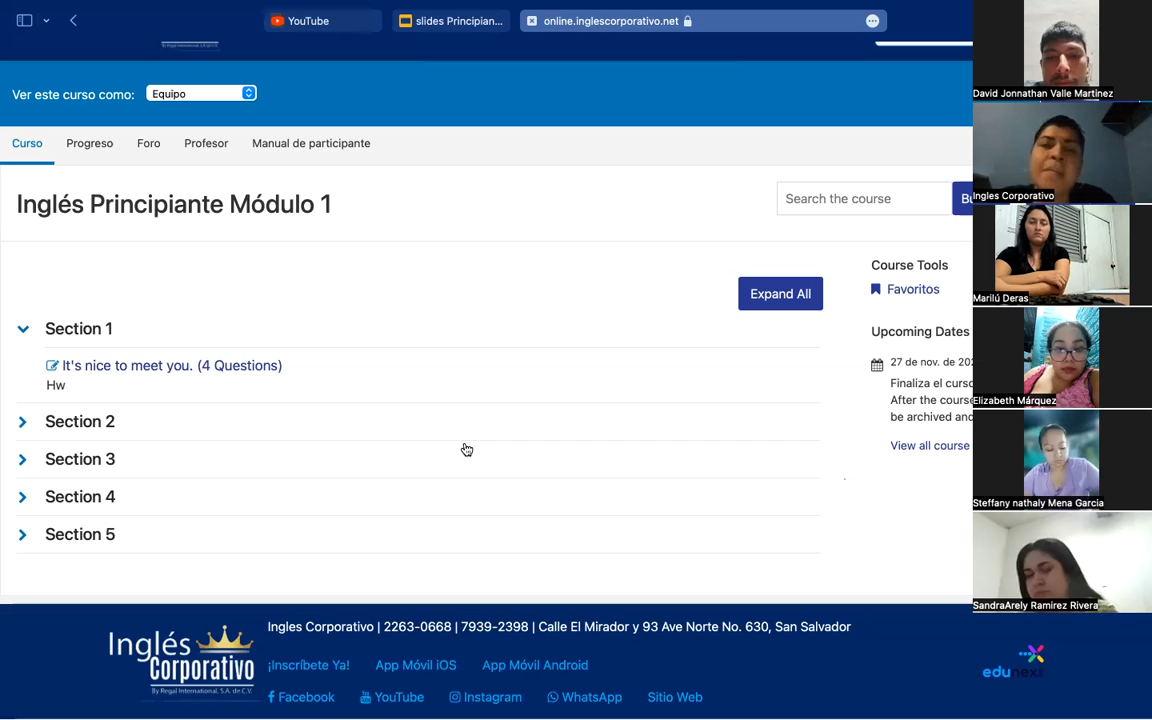 YouTube
slides Principian...
online.inglescorporativo.net
Ver este curso como:
Equipo
Curso
Progreso
Foro
Profesor
Manual de participante
Inglés Principiante Módulo 1
Search the course
Expand All
Section 1
It's nice to meet you. (4 Questions)
Hw
Section 2
Section 3
Section 4
Section 5
Course Tools
Favoritos
Upcoming Dates
27 de nov. de
Finaliza el
After the
be archived
View all course
David Jonnathan Valle Martinez
Ingles Corporativo
Marilú Deras
Elizabeth Márquez
Steffany nathaly Mena Garcia
SandraArely Ramirez Rivera
Inglés
Corporativo
By Regal International, S.A. de C.V.
Ingles Corporativo | 2263-0668 | 7939-2398 | Calle El Mirador y 93 Ave Norte No. 630, San Salvador
¡Inscríbete Ya!
App Móvil iOS
App Móvil Android
Facebook
YouTube
Instagram
WhatsApp
Sitio Web
edunext